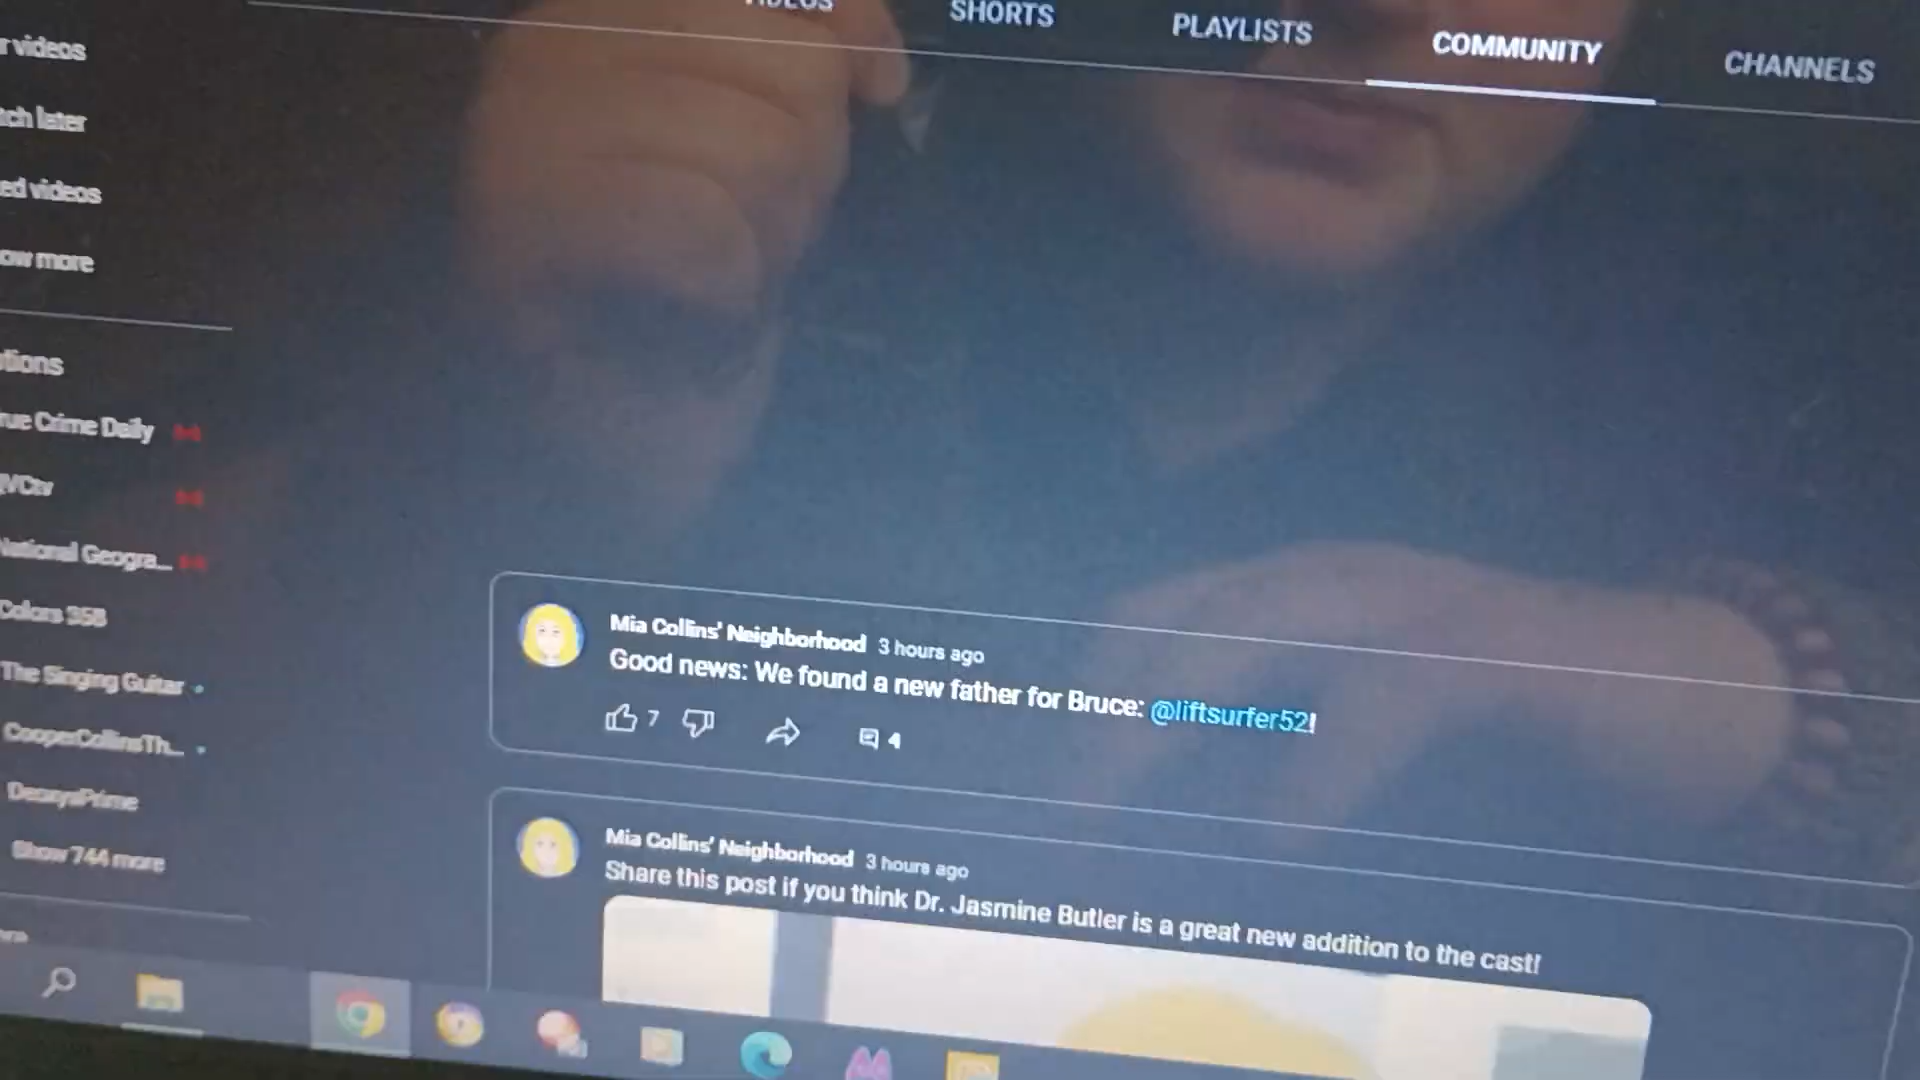 VIDEOS
SHORTS
PLAYLISTS
COMMUNITY
CHANNELS
r videos
tch later
ed videos
ow more
tions
rue Crime Daily
National Geogra...
Colors 358
The Singing Guitar
CooperCollinsTh...
DeoxysPrime
Show 744 more
Mia Collins' Neighborhood 3 hours ago
Good news: We found a new father for Bruce: @liftsurfer52!
7
4
Mia Collins' Neighborhood 3 hours ago
Share this post if you think Dr. Jasmine Butler is a great new addition to the cast!